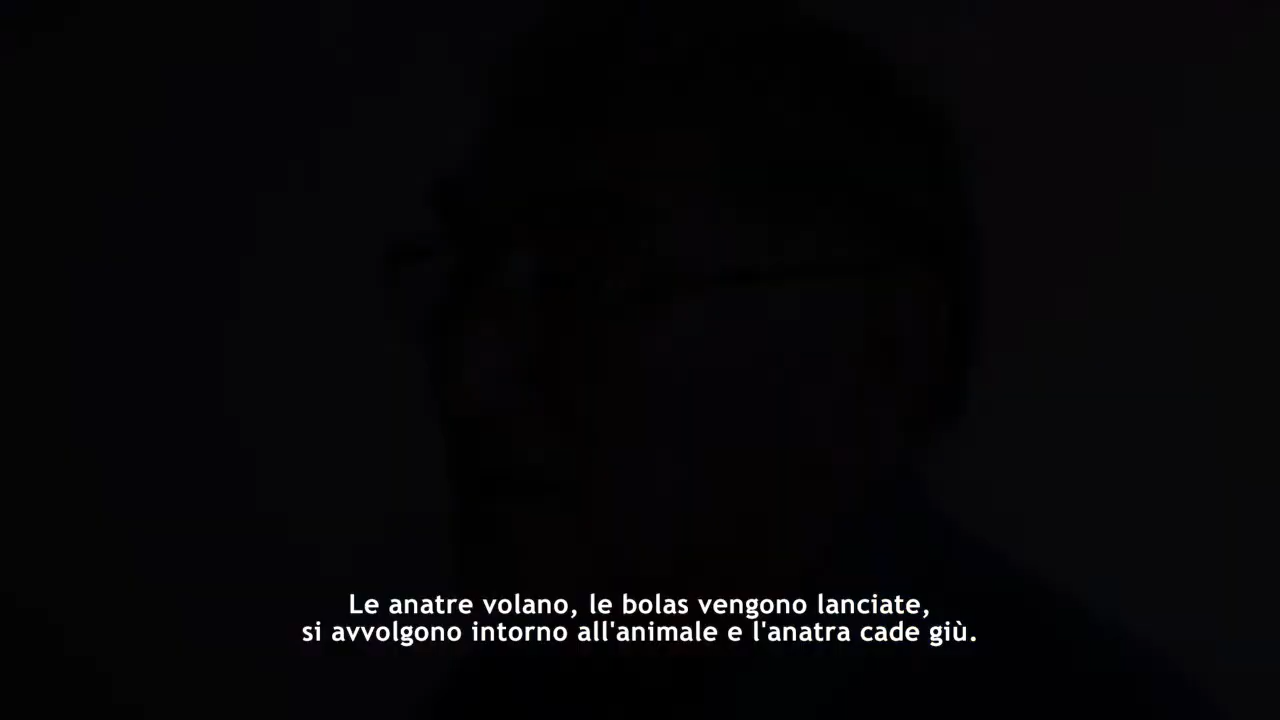 Le anatre volano, le bolas vengono lanciate,
si avvolgono intorno all'animale e l'anatra cade giù.